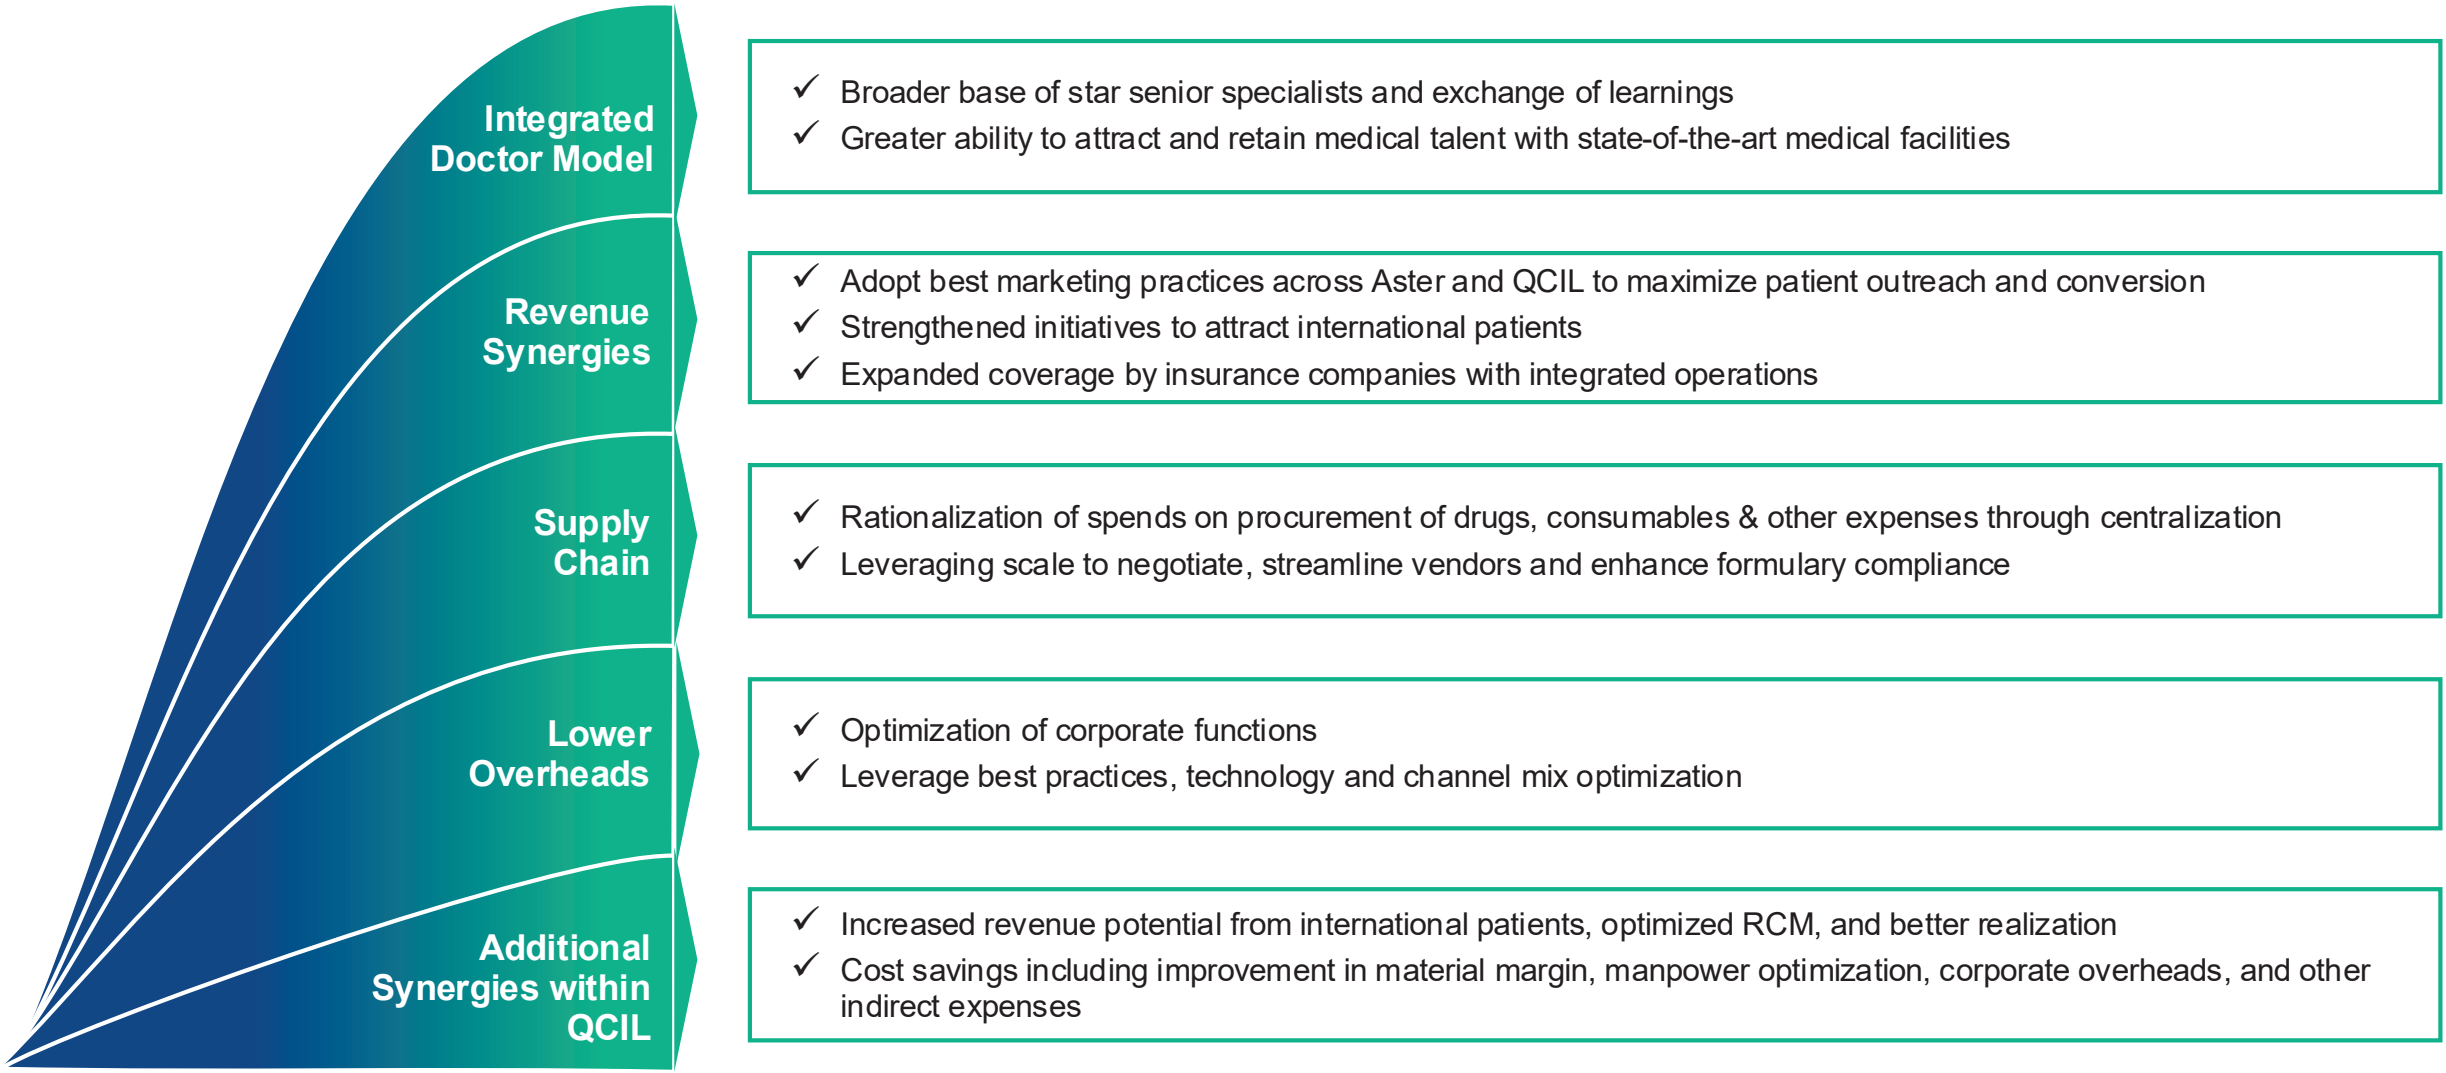 Integrated
Doctor Model
✓ Broader base of star senior specialists and exchange of learnings
✓ Greater ability to attract and retain medical talent with state-of-the-art medical facilities
Revenue
Synergies
✓ Adopt best marketing practices across Aster and QCIL to maximize patient outreach and conversion
✓ Strengthened initiatives to attract international patients
✓ Expanded coverage by insurance companies with integrated operations
Supply
Chain
✓ Rationalization of spends on procurement of drugs, consumables & other expenses through centralization
✓ Leveraging scale to negotiate, streamline vendors and enhance formulary compliance
Lower
Overheads
✓ Optimization of corporate functions
✓ Leverage best practices, technology and channel mix optimization
Additional
Synergies within
QCIL
✓ Increased revenue potential from international patients, optimized RCM, and better realization
✓ Cost savings including improvement in material margin, manpower optimization, corporate overheads, and other
indirect expenses